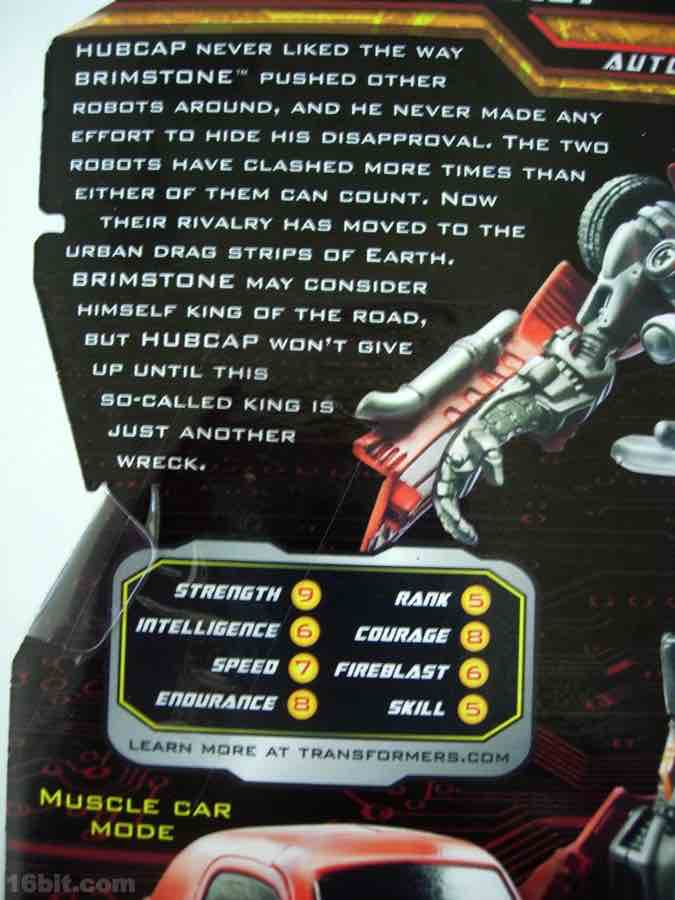 AUTO
HUBCAP NEVER LIKED THE WAY
BRIMSTONE™ PUSHED OTHER
ROBOTS AROUND, AND HE NEVER MADE ANY
EFFORT TO HIDE HIS DISAPPROVAL. THE TWO
ROBOTS HAVE CLASHED MORE TIMES THAN
EITHER OF THEM CAN COUNT. NOW
THEIR RIVALRY HAS MOVED TO THE
URBAN DRAG STRIPS OF EARTH.
BRIMSTONE MAY CONSIDER
HIMSELF KING OF THE ROAD,
BUT HUBCAP WON'T GIVE
UP UNTIL THIS
SO-CALLED KING IS
JUST ANOTHER
WRECK.
STRENGTH 9 RANK 5
INTELLIGENCE 6 COURAGE 8
SPEED 7 FIREBLAST 6
ENDURANCE 8 SKILL 5
LEARN MORE AT TRANSFORMERS.COM
MUSCLE CAR
MODE
16bit.com